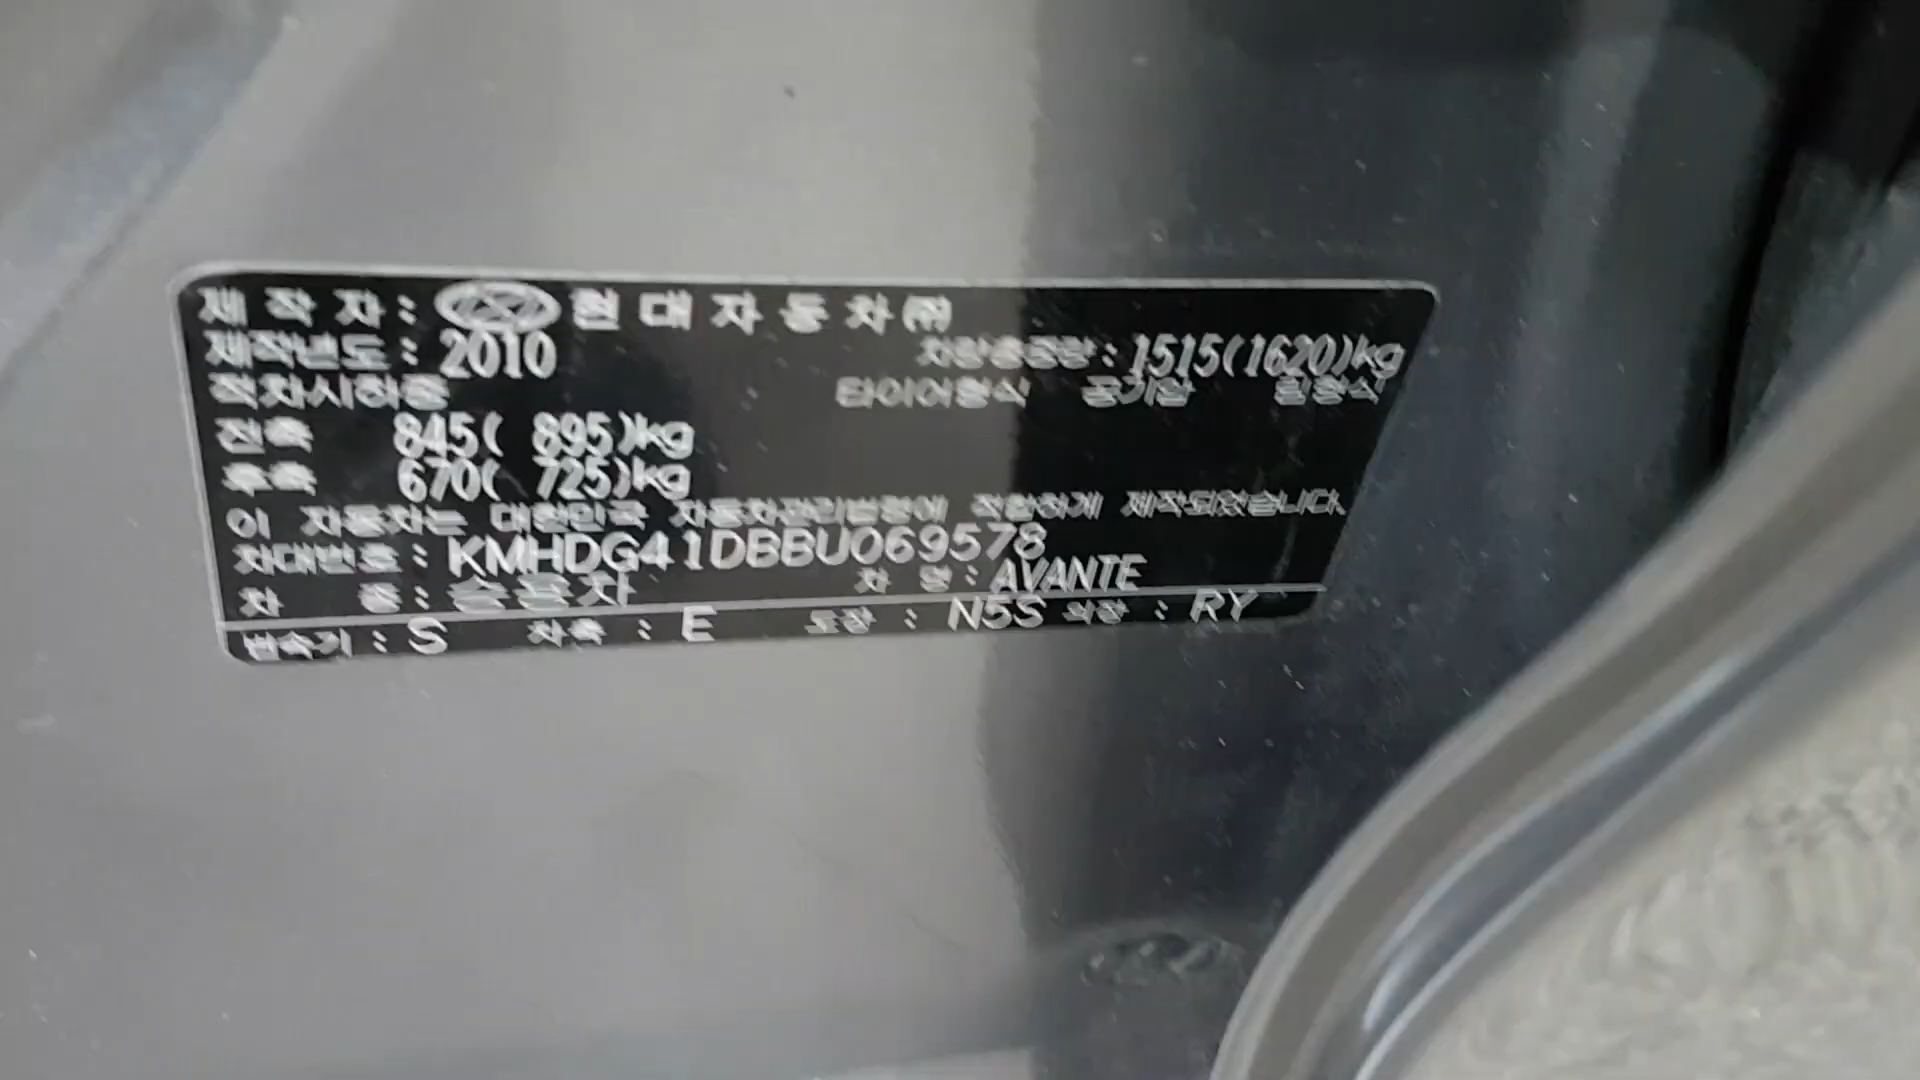 제 작 자 : 현 대 자 동 차 ㈜
제작년도 : 2010 차량총중량 : 1515(1620)kg
적차시하중 타이어형식 공기압 림형식
전축 845( 895)kg
후축 670( 725)kg
이 자동차는 대한민국 자동차관리법령에 적합하게 제작되었습니다.
차대번호 : KMHDG41DBBU069578
차 종 : 승용차 차 명 : AVANTE
변속기 : S 차축 : E 도장 : N5S 의장 : RY